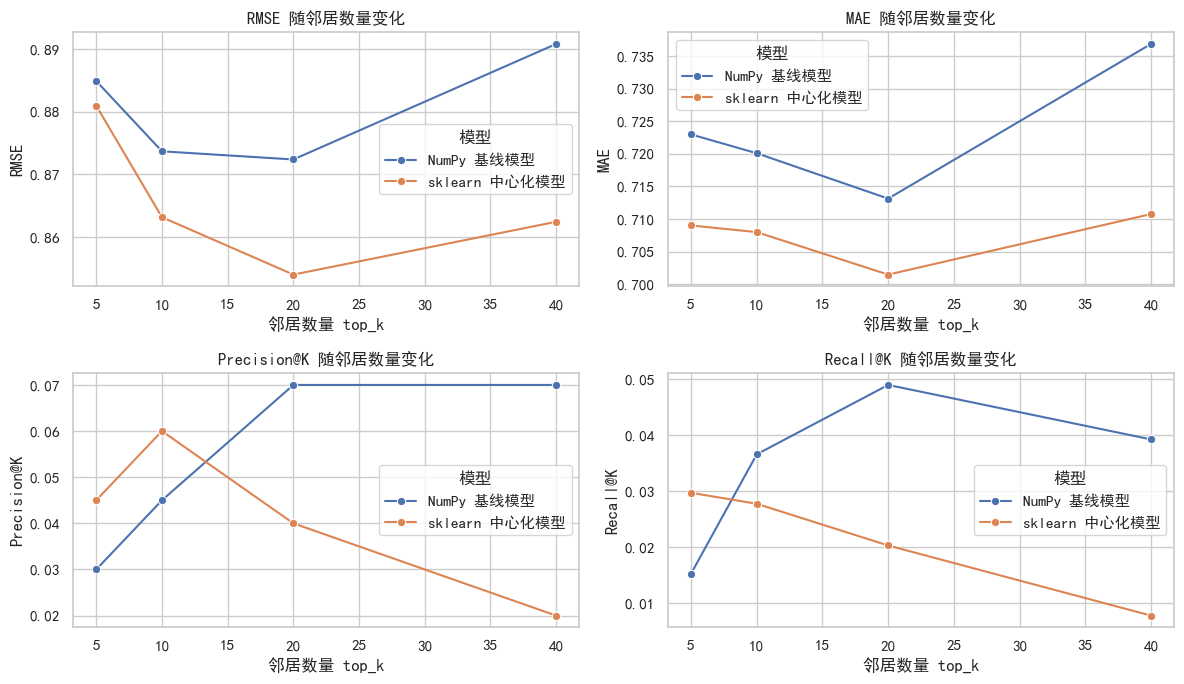 RMSE 随邻居数量变化
0.89
0.88
0.87
0.86
RMSE
模型
NumPy 基线模型
sklearn 中心化模型
5 10 15 20 25 30 35 40
邻居数量 top_k
MAE 随邻居数量变化
0.735
0.730
0.725
0.720
0.715
0.710
0.705
0.700
MAE
模型
NumPy 基线模型
sklearn 中心化模型
5 10 15 20 25 30 35 40
邻居数量 top_k
Precision@K 随邻居数量变化
0.07
0.06
0.05
0.04
0.03
0.02
Precision@K
模型
NumPy 基线模型
sklearn 中心化模型
5 10 15 20 25 30 35 40
邻居数量 top_k
Recall@K 随邻居数量变化
0.05
0.04
0.03
0.02
0.01
Recall@K
模型
NumPy 基线模型
sklearn 中心化模型
5 10 15 20 25 30 35 40
邻居数量 top_k